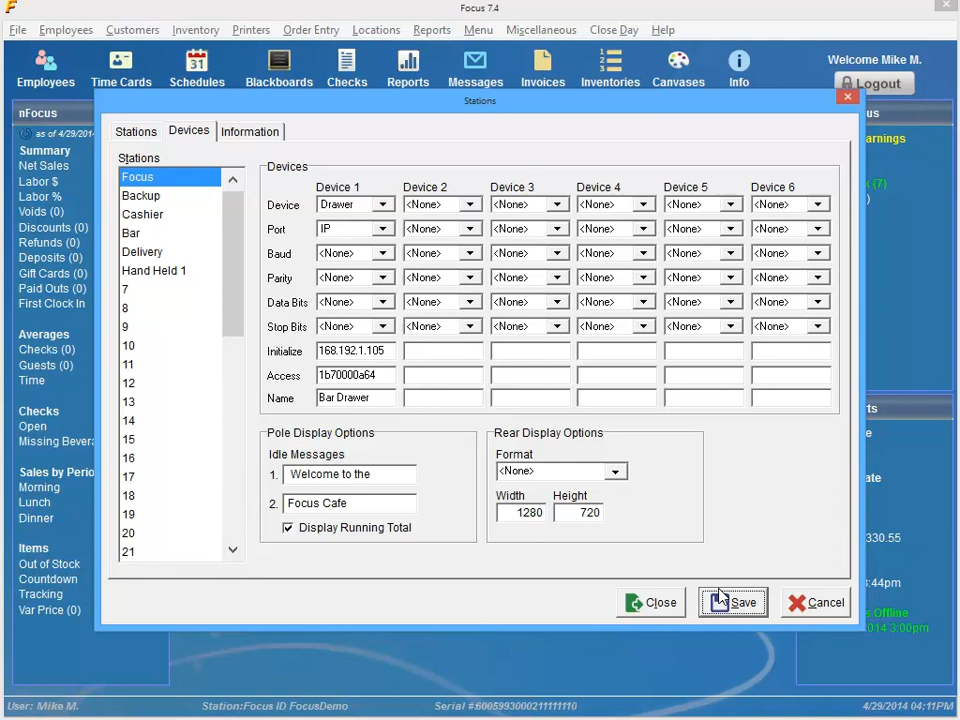 Focus 7.4
File Employees Customers Inventory Printers Order Entry Locations Reports Close Day Help Menu Miscellaneous
Employees Time Cards Schedules Blackboards Checks Reports Messages Invoices Inventories Canvases Info
Welcome Mike M.
Logout
nFocus
as of 4/29/2014
Summary
Net Sales
Labor $
Labor %
Voids (0)
Discounts (0)
Refunds (0)
Deposits (0)
Gift Cards (0)
Paid Outs (0)
First Clock In
Averages
Checks (0)
Guests (0)
Time
Checks
Open
Missing Bevera
Sales by Perio
Morning
Lunch
Dinner
Items
Out of Stock
Countdown
Tracking
Var Price (0)
Stations
Stations Devices Information
Stations
Focus
Backup
Cashier
Bar
Delivery
Hand Held 1
7
8
9
10
11
12
13
14
15
16
17
18
19
20
21
Devices
Device 1 Device 2 Device 3 Device 4 Device 5 Device 6
Device Drawer <None> <None> <None> <None> <None>
Port IP <None> <None> <None> <None> <None>
Baud <None> <None> <None> <None> <None> <None>
Parity <None> <None> <None> <None> <None> <None>
Data Bits <None> <None> <None> <None> <None> <None>
Stop Bits <None> <None> <None> <None> <None> <None>
Initialize 168.192.1.105
Access 1b70000a64
Name Bar Drawer
Pole Display Options
Idle Messages
1. Welcome to the
2. Focus Cafe
Display Running Total
Rear Display Options
Format
<None>
Width Height
1280 720
Close Save Cancel
us
arnings
(7)
)
ts
e
ate
330.55
:44pm
s Offline
2014 3:00pm
User: Mike M. Station:Focus ID FocusDemo Serial #:6005993000211111110 4/29/2014 04:11PM